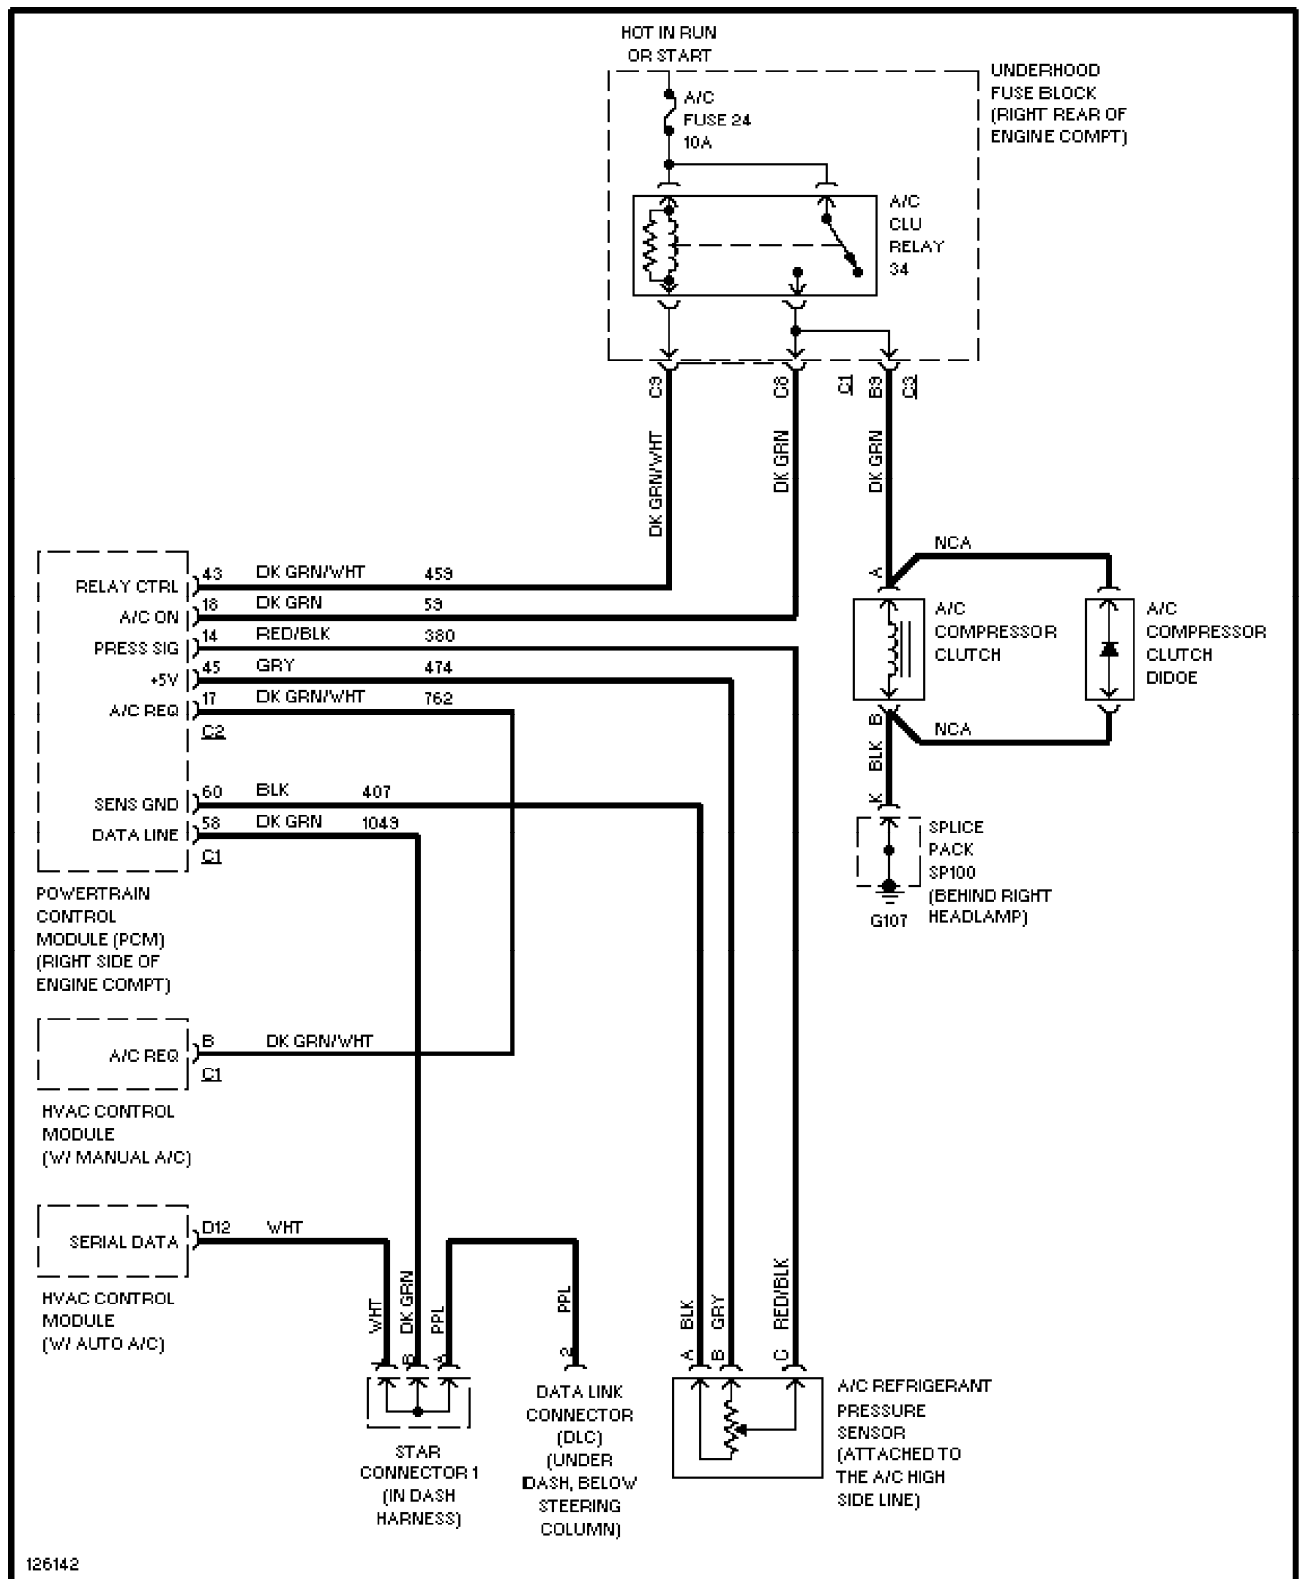 HOT IN RUN
OR START
UNDERHOOD
FUSE BLOCK
(RIGHT REAR OF
ENGINE COMPT)
A/C
FUSE 24
10A
A/C
CLU
RELAY
34
C9
C8
C1
B9
C3
DK GRN/WHT
DK GRN
DK GRN
RELAY CTRL
43
DK GRN/WHT
459
A/C ON
18
DK GRN
59
PRESS SIG
14
RED/BLK
380
+5V
45
GRY
474
A/C REQ
17
DK GRN/WHT
762
C2
SENS GND
60
BLK
407
DATA LINE
58
DK GRN
1049
C1
POWERTRAIN
CONTROL
MODULE (PCM)
(RIGHT SIDE OF
ENGINE COMPT)
NCA
A
A/C
COMPRESSOR
CLUTCH
A/C
COMPRESSOR
CLUTCH
DIDOE
B
NCA
BLK
K
SPLICE
PACK
SP100
(BEHIND RIGHT
HEADLAMP)
G107
A/C REQ
B
DK GRN/WHT
C1
HVAC CONTROL
MODULE
(W/ MANUAL A/C)
SERIAL DATA
D12
WHT
HVAC CONTROL
MODULE
(W/ AUTO A/C)
WHT
DK GRN
PPL
PPL
BLK
GRY
RED/BLK
B
A
2
A
B
C
STAR
CONNECTOR 1
(IN DASH
HARNESS)
DATA LINK
CONNECTOR
(DLC)
(UNDER
DASH, BELOW
STEERING
COLUMN)
A/C REFRIGERANT
PRESSURE
SENSOR
(ATTACHED TO
THE A/C HIGH
SIDE LINE)
126142